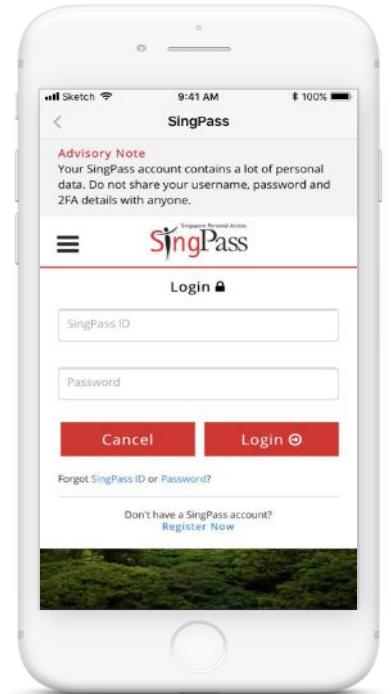 Sketch 9:41 AM 100%
SingPass
Advisory Note
Your SingPass account contains a lot of personal
data. Do not share your username, password and
2FA details with anyone.
Singapore Personal Access
SingPass
Login
SingPass ID
Password
Cancel Login
Forgot SingPass ID or Password?
Don't have a SingPass account?
Register Now